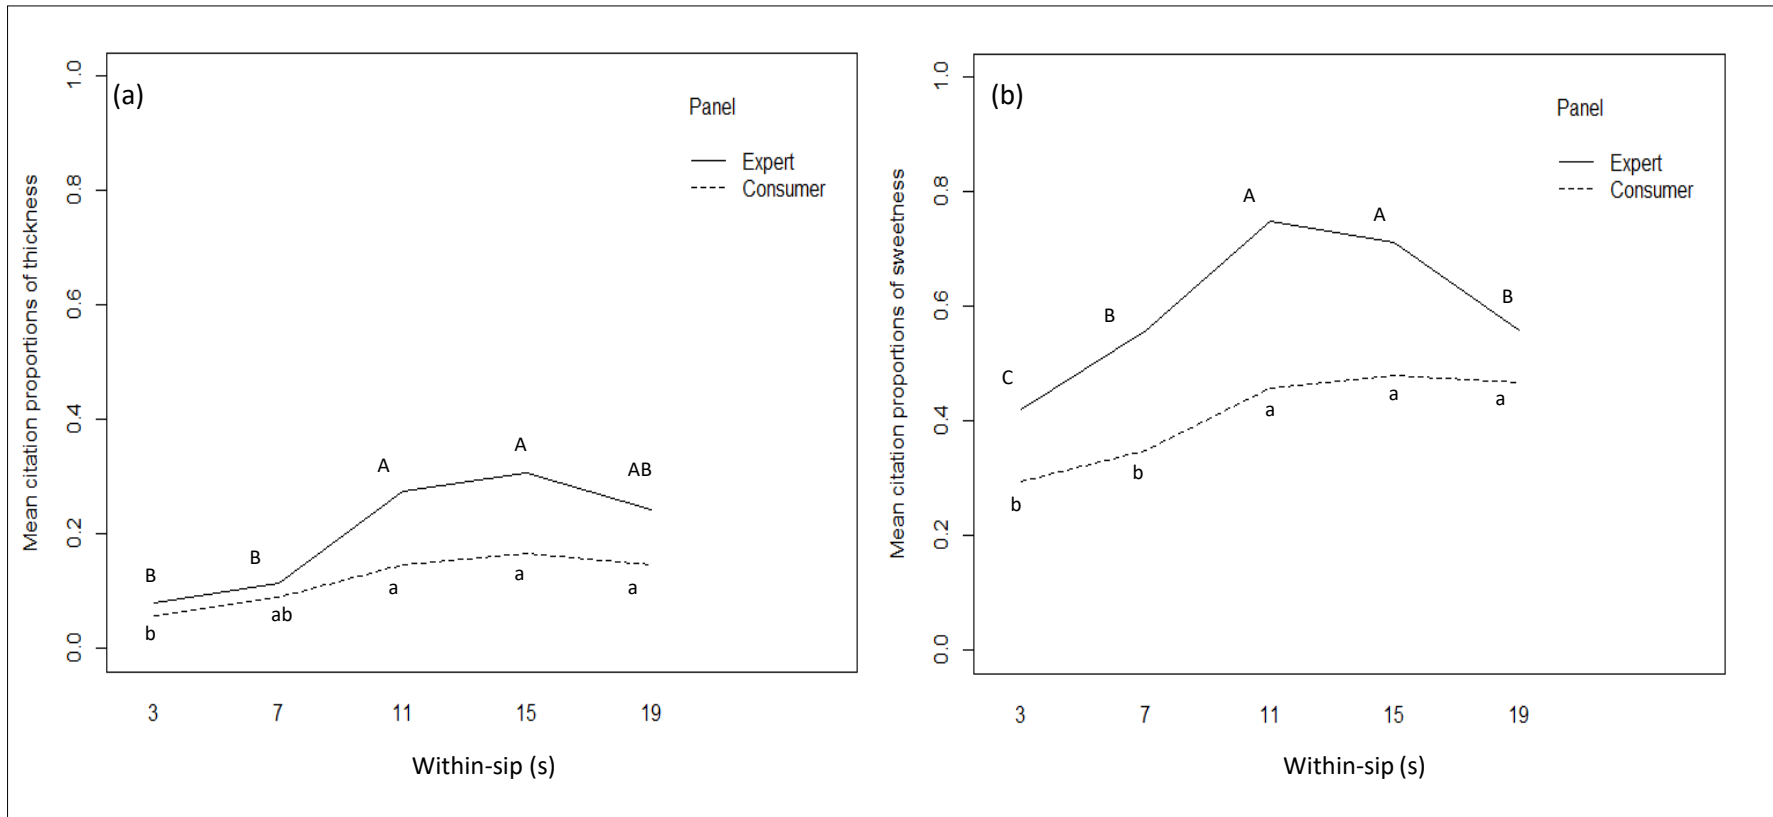 (a)
Mean citation proportions of thickness
1.0
0.8
0.6
0.4
0.2
0.0
Panel
Expert
Consumer
B
B
A
A
AB
b
ab
a
a
a
3 7 11 15 19
Within-sip (s)
(b)
Mean citation proportions of sweetness
1.0
0.8
0.6
0.4
0.2
0.0
Panel
Expert
Consumer
C
B
A
A
B
b
b
a
a
a
3 7 11 15 19
Within-sip (s)